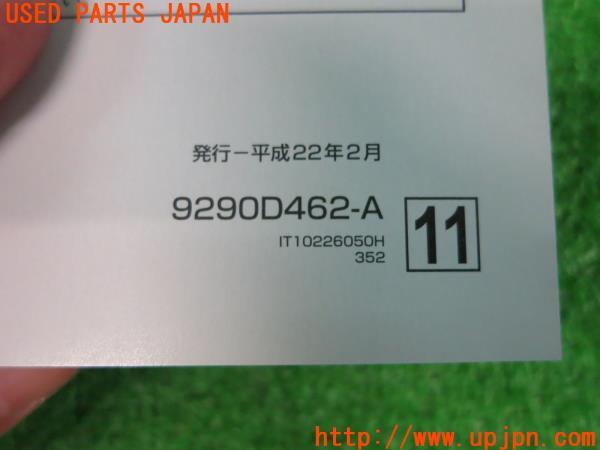 USED PARTS JAPAN
発行−平成22年2月
9290D462-A
11
IT10226050H
352
http://www.upjpn.com/